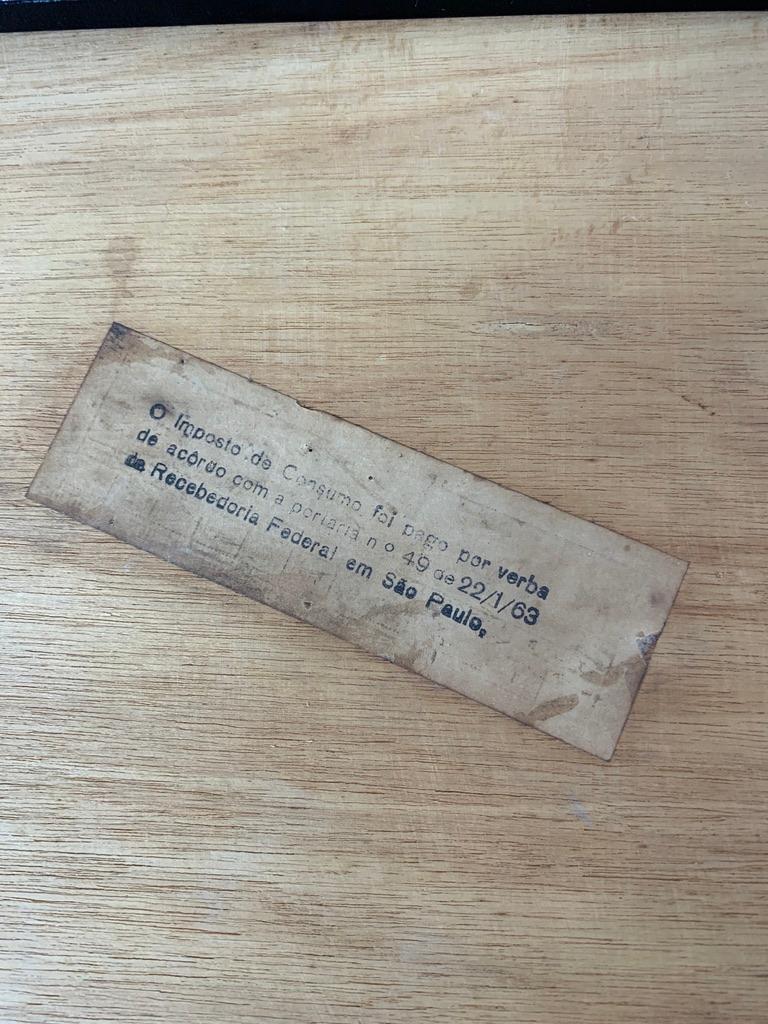 O Imposto de Consumo foi pago por verba
de acôrdo com a portaria n o 49 de 22/1/63
da Recebedoria Federal em São Paulo,